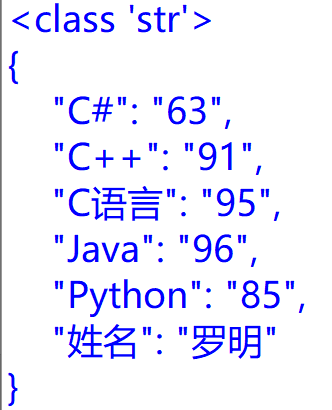 <class 'str'>
{
    "C#": "63",
    "C++": "91",
    "C语言": "95",
    "Java": "96",
    "Python": "85",
    "姓名": "罗明"
}